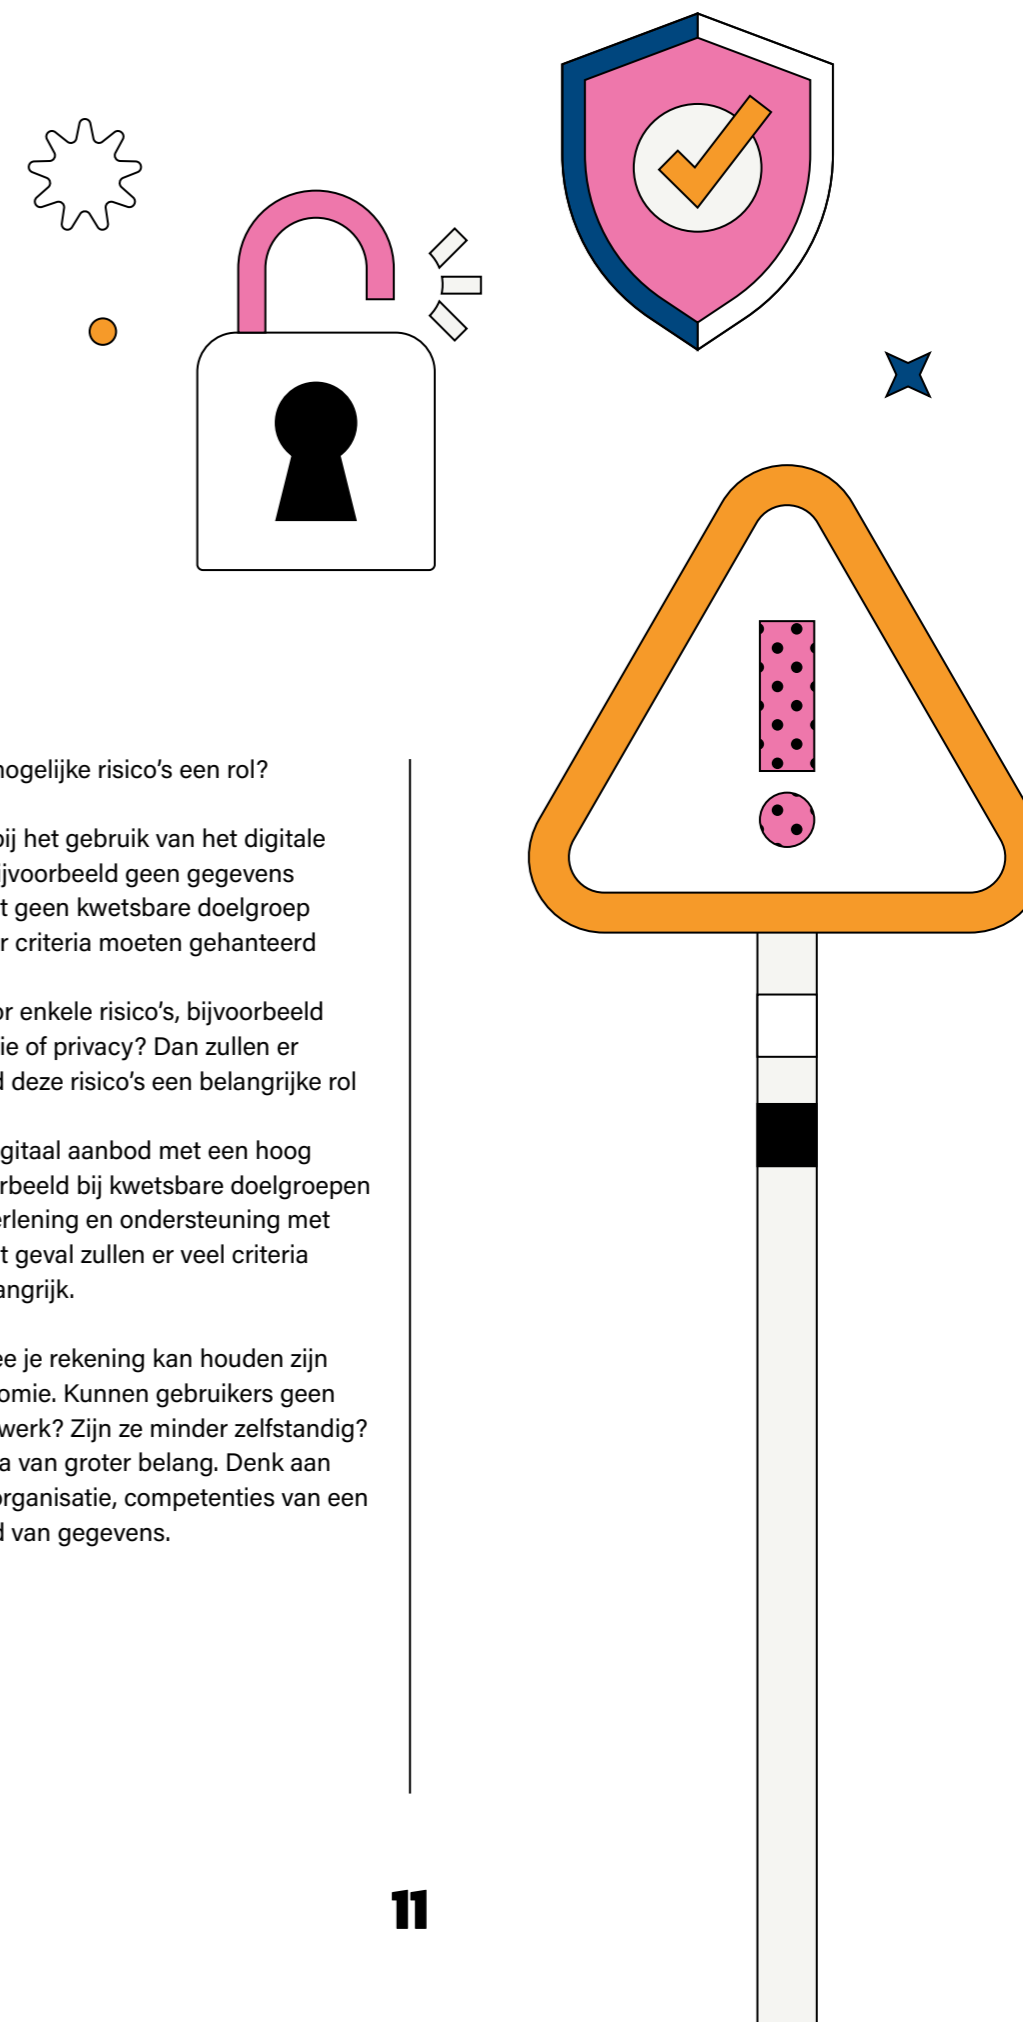 mogelijke risico's een rol?
bij het gebruik van het digitale
ijvoorbeeld geen gegevens
t geen kwetsbare doelgroep
r criteria moeten gehanteerd
or enkele risico's, bijvoorbeeld
ie of privacy? Dan zullen er
d deze risico's een belangrijke rol
gitaal aanbod met een hoog
rbeeld bij kwetsbare doelgroepen
erlening en ondersteuning met
t geval zullen er veel criteria
angrijk.
ee je rekening kan houden zijn
omie. Kunnen gebruikers geen
werk? Zijn ze minder zelfstandig?
a van groter belang. Denk aan
organisatie, competenties van een
d van gegevens.
11